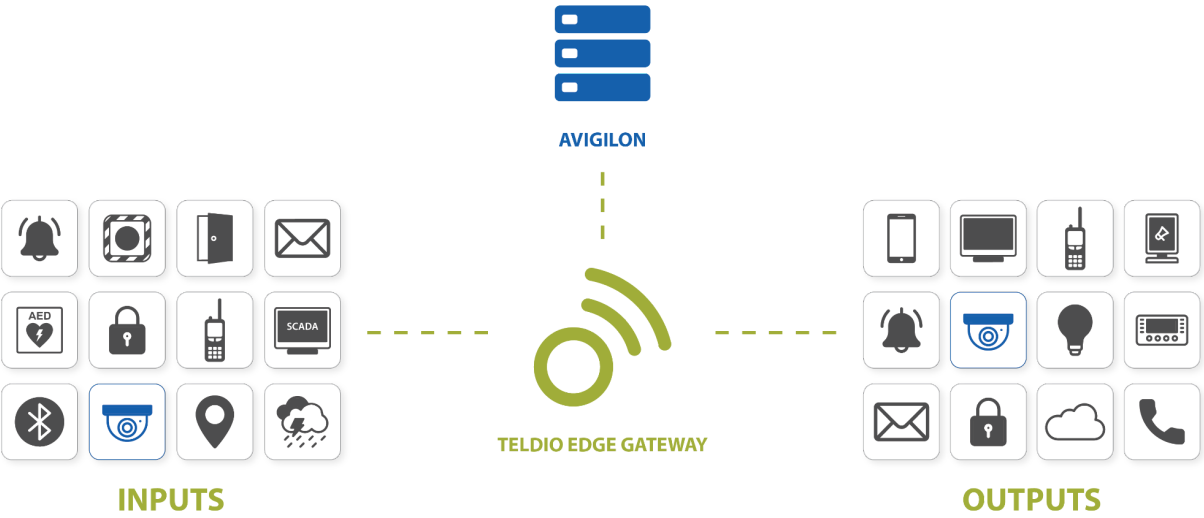 AVIGILON
AED
SCADA
TELDIO EDGE GATEWAY
INPUTS
OUTPUTS